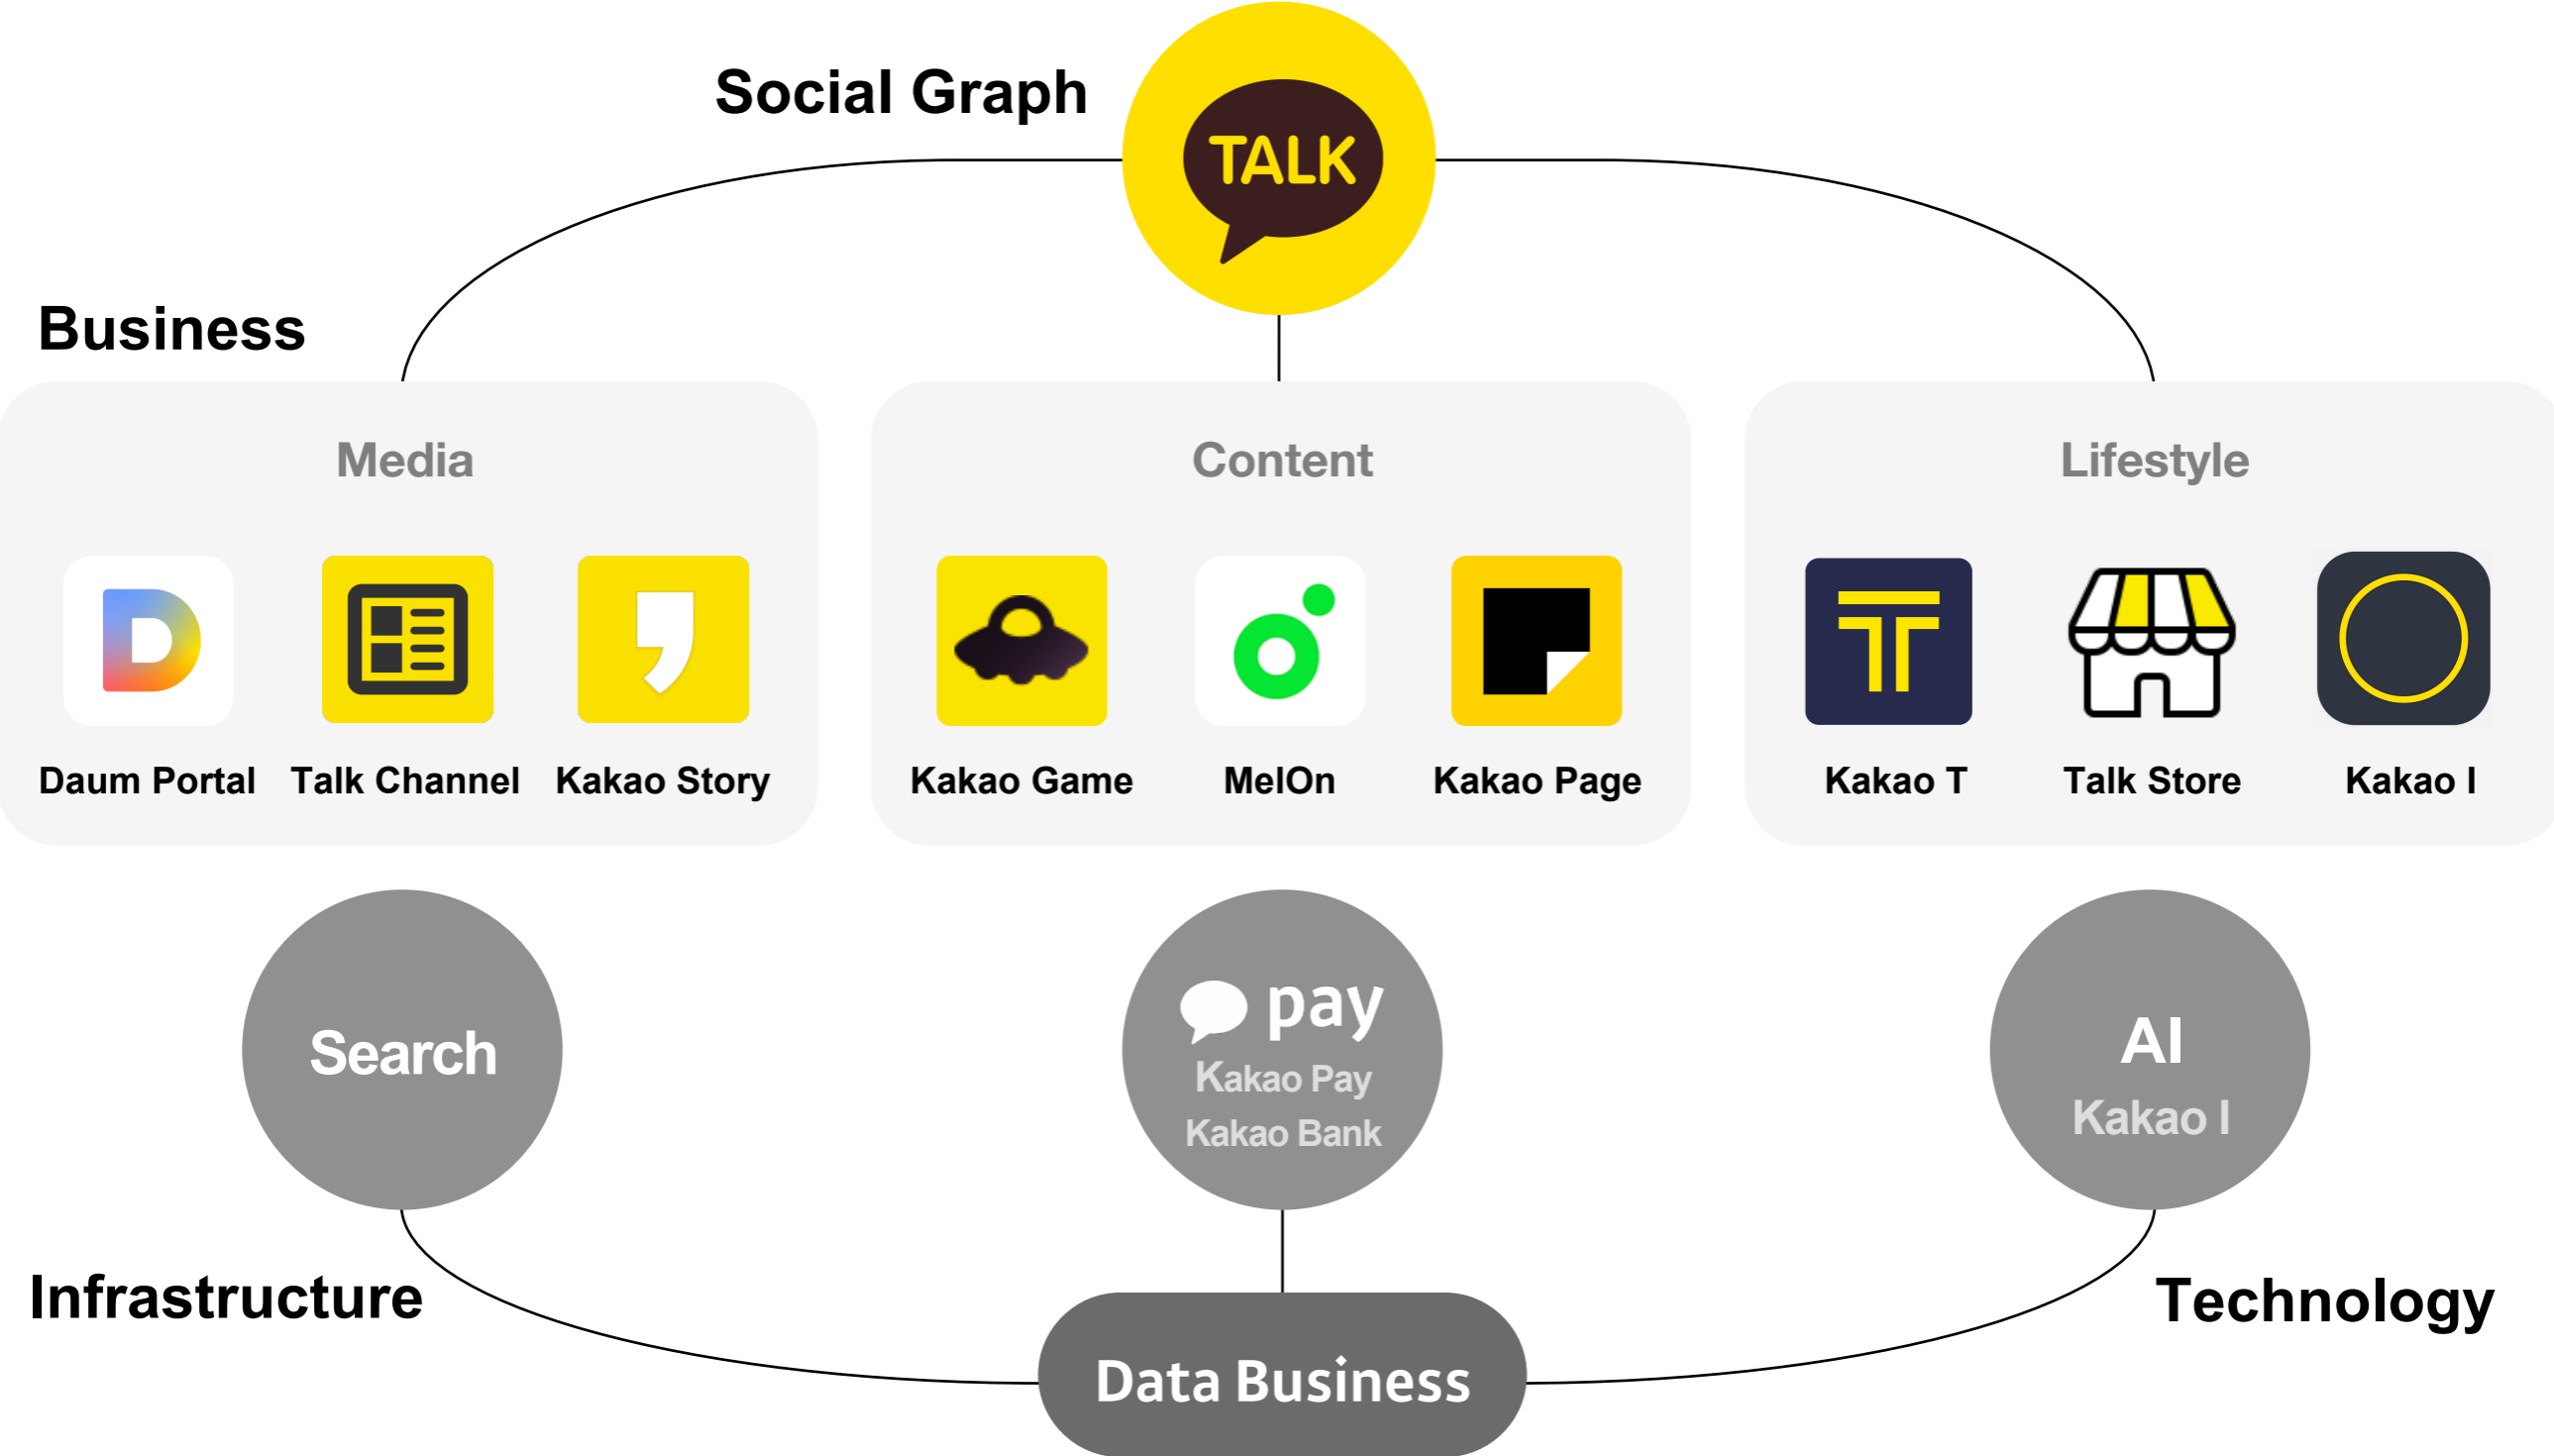 Social Graph
TALK
Business
Media
Content
Lifestyle
Daum Portal
Talk Channel
Kakao Story
Kakao Game
MelOn
Kakao Page
Kakao T
Talk Store
Kakao I
Search
pay
Kakao Pay
Kakao Bank
AI
Kakao I
Infrastructure
Technology
Data Business